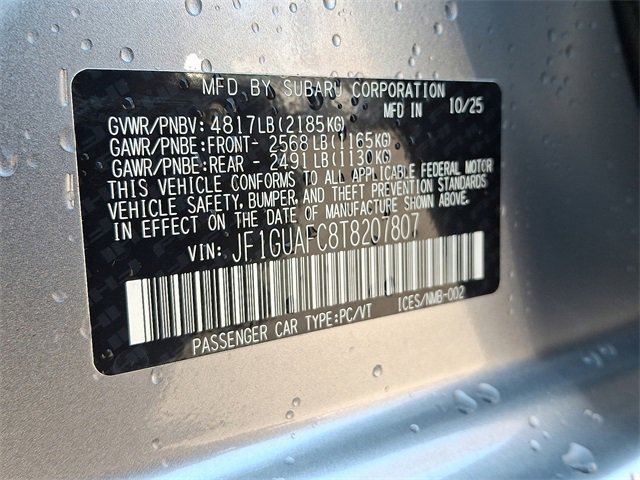 MFD BY SUBARU CORPORATION
MFD IN 10/25
GVWR/PNBV: 4817LB(2185KG)
GAWR/PNBE:FRONT- 2568LB(1165KG)
GAWR/PNBE:REAR - 2491LB(1130KG)
THIS VEHICLE CONFORMS TO ALL APPLICABLE FEDERAL MOTOR
VEHICLE SAFETY, BUMPER, AND THEFT PREVENTION STANDARDS
IN EFFECT ON THE DATE OF MANUFACTURE SHOWN ABOVE.
VIN: JF1GUAFC8T8207807
PASSENGER CAR TYPE:PC/VT ICES/NMB-002